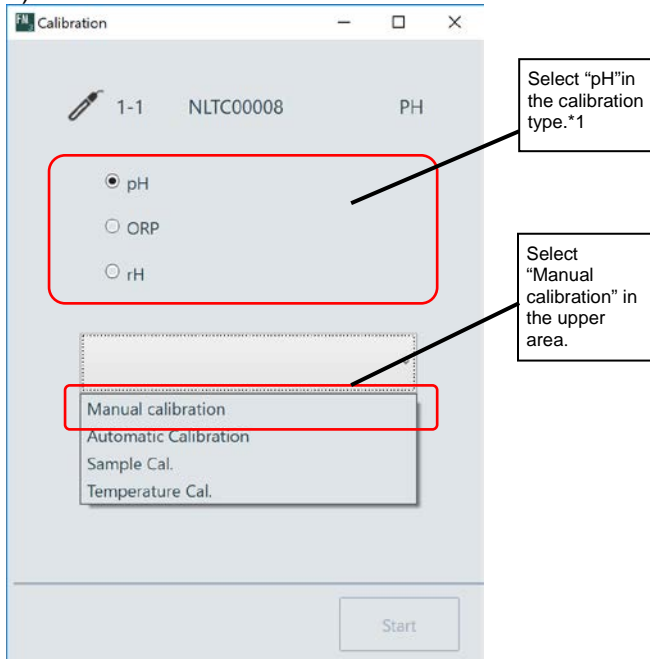 FN
Calibration
1-1 NLTC00008 PH
pH
ORP
rH
Manual calibration
Automatic Calibration
Sample Cal.
Temperature Cal.
Start
Select “pH”in
the calibration
type.*1
Select
“Manual
calibration” in
the upper
area.